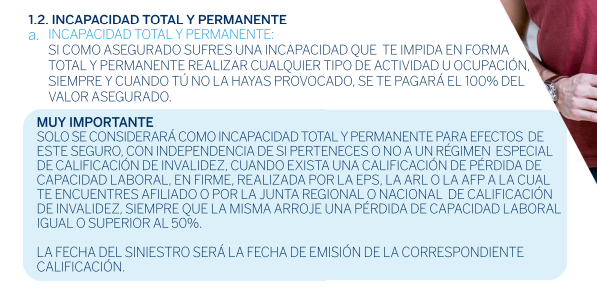 1.2. INCAPACIDAD TOTAL Y PERMANENTE
a. INCAPACIDAD TOTAL Y PERMANENTE:
SI COMO ASEGURADO SUFRES UNA INCAPACIDAD QUE TE IMPIDA EN FORMA
TOTAL Y PERMANENTE REALIZAR CUALQUIER TIPO DE ACTIVIDAD U OCUPACIÓN,
SIEMPRE Y CUANDO TÚ NO LA HAYAS PROVOCADO, SE TE PAGARÁ EL 100% DEL
VALOR ASEGURADO.
MUY IMPORTANTE
SOLO SE CONSIDERARÁ COMO INCAPACIDAD TOTAL Y PERMANENTE PARA EFECTOS DE
ESTE SEGURO, CON INDEPENDENCIA DE SI PERTENECES O NO A UN RÉGIMEN ESPECIAL
DE CALIFICACIÓN DE INVALIDEZ, CUANDO EXISTA UNA CALIFICACIÓN DE PÉRDIDA DE
CAPACIDAD LABORAL, EN FIRME, REALIZADA POR LA EPS, LA ARL O LA AFP A LA CUAL
TE ENCUENTRES AFILIADO O POR LA JUNTA REGIONAL O NACIONAL DE CALIFICACIÓN
DE INVALIDEZ, SIEMPRE QUE LA MISMA ARROJE UNA PÉRDIDA DE CAPACIDAD LABORAL
IGUAL O SUPERIOR AL 50%.
LA FECHA DEL SINIESTRO SERÁ LA FECHA DE EMISIÓN DE LA CORRESPONDIENTE
CALIFICACIÓN.